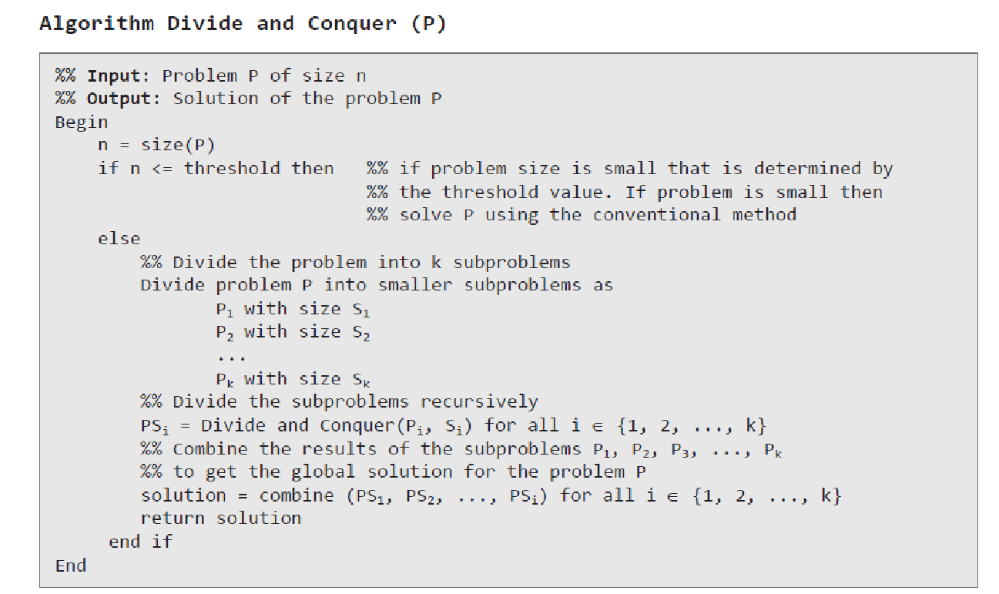 Algorithm Divide and Conquer (P)
%% Input: Problem P of size n
%% Output: Solution of the problem P
Begin
n = size(P)
if n <= threshold then %% if problem size is small that is determined by
%% the threshold value. If problem is small then
%% solve P using the conventional method
else
%% Divide the problem into k subproblems
Divide problem P into smaller subproblems as
P₁ with size S₁
P₂ with size S₂
...
Pₖ with size Sₖ
%% Divide the subproblems recursively
PSᵢ = Divide and Conquer(Pᵢ, Sᵢ) for all i ∈ {1, 2, ..., k}
%% Combine the results of the subproblems P₁, P₂, P₃, ..., Pₖ
%% to get the global solution for the problem P
solution = combine (PS₁, PS₂, ..., PSᵢ) for all i ∈ {1, 2, ..., k}
return solution
end if
End